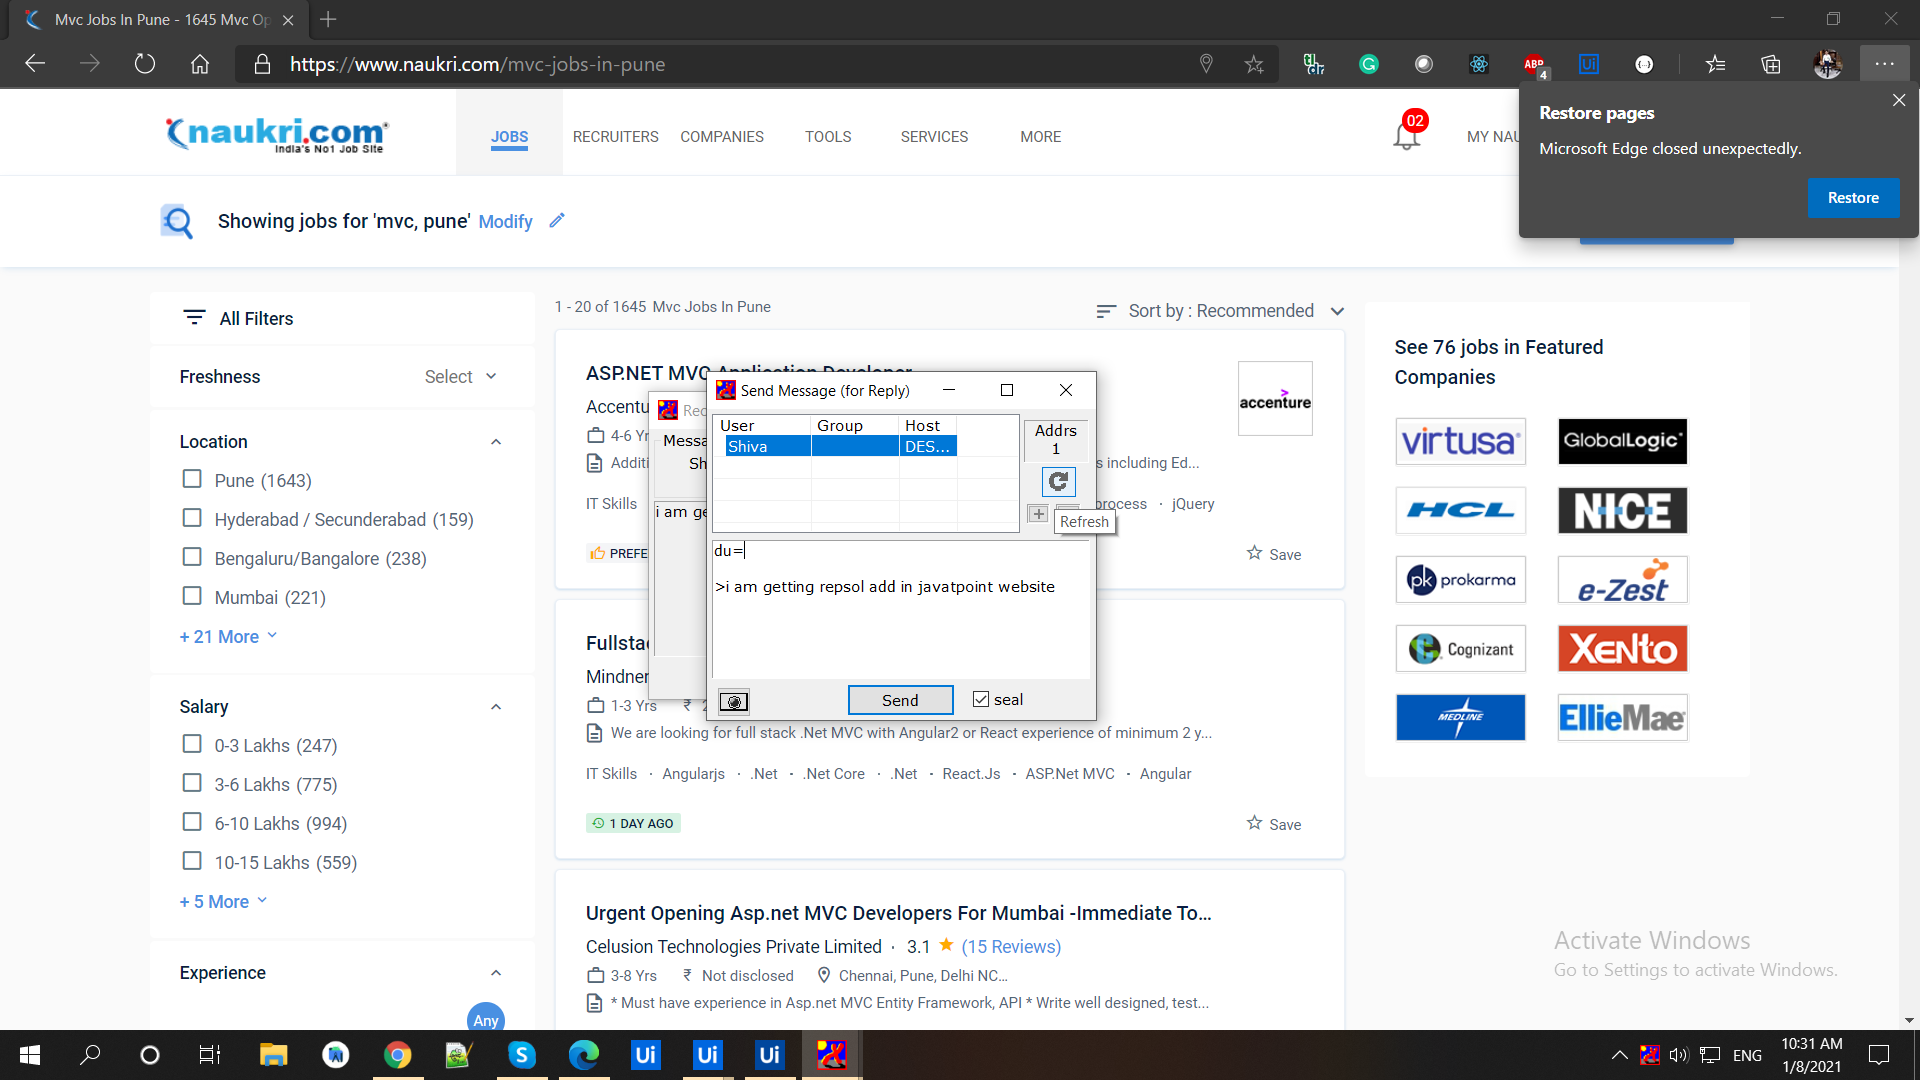 Mvc Jobs In Pune - 1645 Mvc Op
https://www.naukri.com/mvc-jobs-in-pune
ABP
4
Ui
Restore pages
Microsoft Edge closed unexpectedly.
Restore
naukri.com
India's No1 Job Site
JOBS
RECRUITERS
COMPANIES
TOOLS
SERVICES
MORE
02
MY NAU
Showing jobs for 'mvc, pune' Modify
All Filters
Freshness
Select
Location
Pune (1643)
Hyderabad / Secunderabad (159)
Bengaluru/Bangalore (238)
Mumbai (221)
+ 21 More
Salary
0-3 Lakhs (247)
3-6 Lakhs (775)
6-10 Lakhs (994)
10-15 Lakhs (559)
+ 5 More
Experience
Any
1 - 20 of 1645 Mvc Jobs In Pune
Sort by : Recommended
ASP.NET MVC Application Developer
Accentu
4-6 Yr
Additi
s including Ed...
IT Skills
process · jQuery
PREFE
Save
accenture
Rec
Messa
Sh
i am ge
Send Message (for Reply)
User Group Host
Shiva DES...
Addrs
1
Refresh
du=
>i am getting repsol add in javatpoint website
Send
seal
Fullsta
Mindner
1-3 Yrs ₹ 2
We are looking for full stack .Net MVC with Angular2 or React experience of minimum 2 y...
IT Skills · Angularjs · .Net · .Net Core · .Net · React.Js · ASP.Net MVC · Angular
1 DAY AGO
Save
Urgent Opening Asp.net MVC Developers For Mumbai -Immediate To...
Celusion Technologies Private Limited · 3.1 ★ (15 Reviews)
3-8 Yrs ₹ Not disclosed Chennai, Pune, Delhi NC...
* Must have experience in Asp.net MVC Entity Framework, API * Write well designed, test...
See 76 jobs in Featured
Companies
virtusa
GlobalLogic
HCL
NICE
pk prokarma
e-Zest
Cognizant
XENTO
MEDLINE
EllieMae
Activate Windows
Go to Settings to activate Windows.
Ui
Ui
Ui
ENG
10:31 AM
1/8/2021